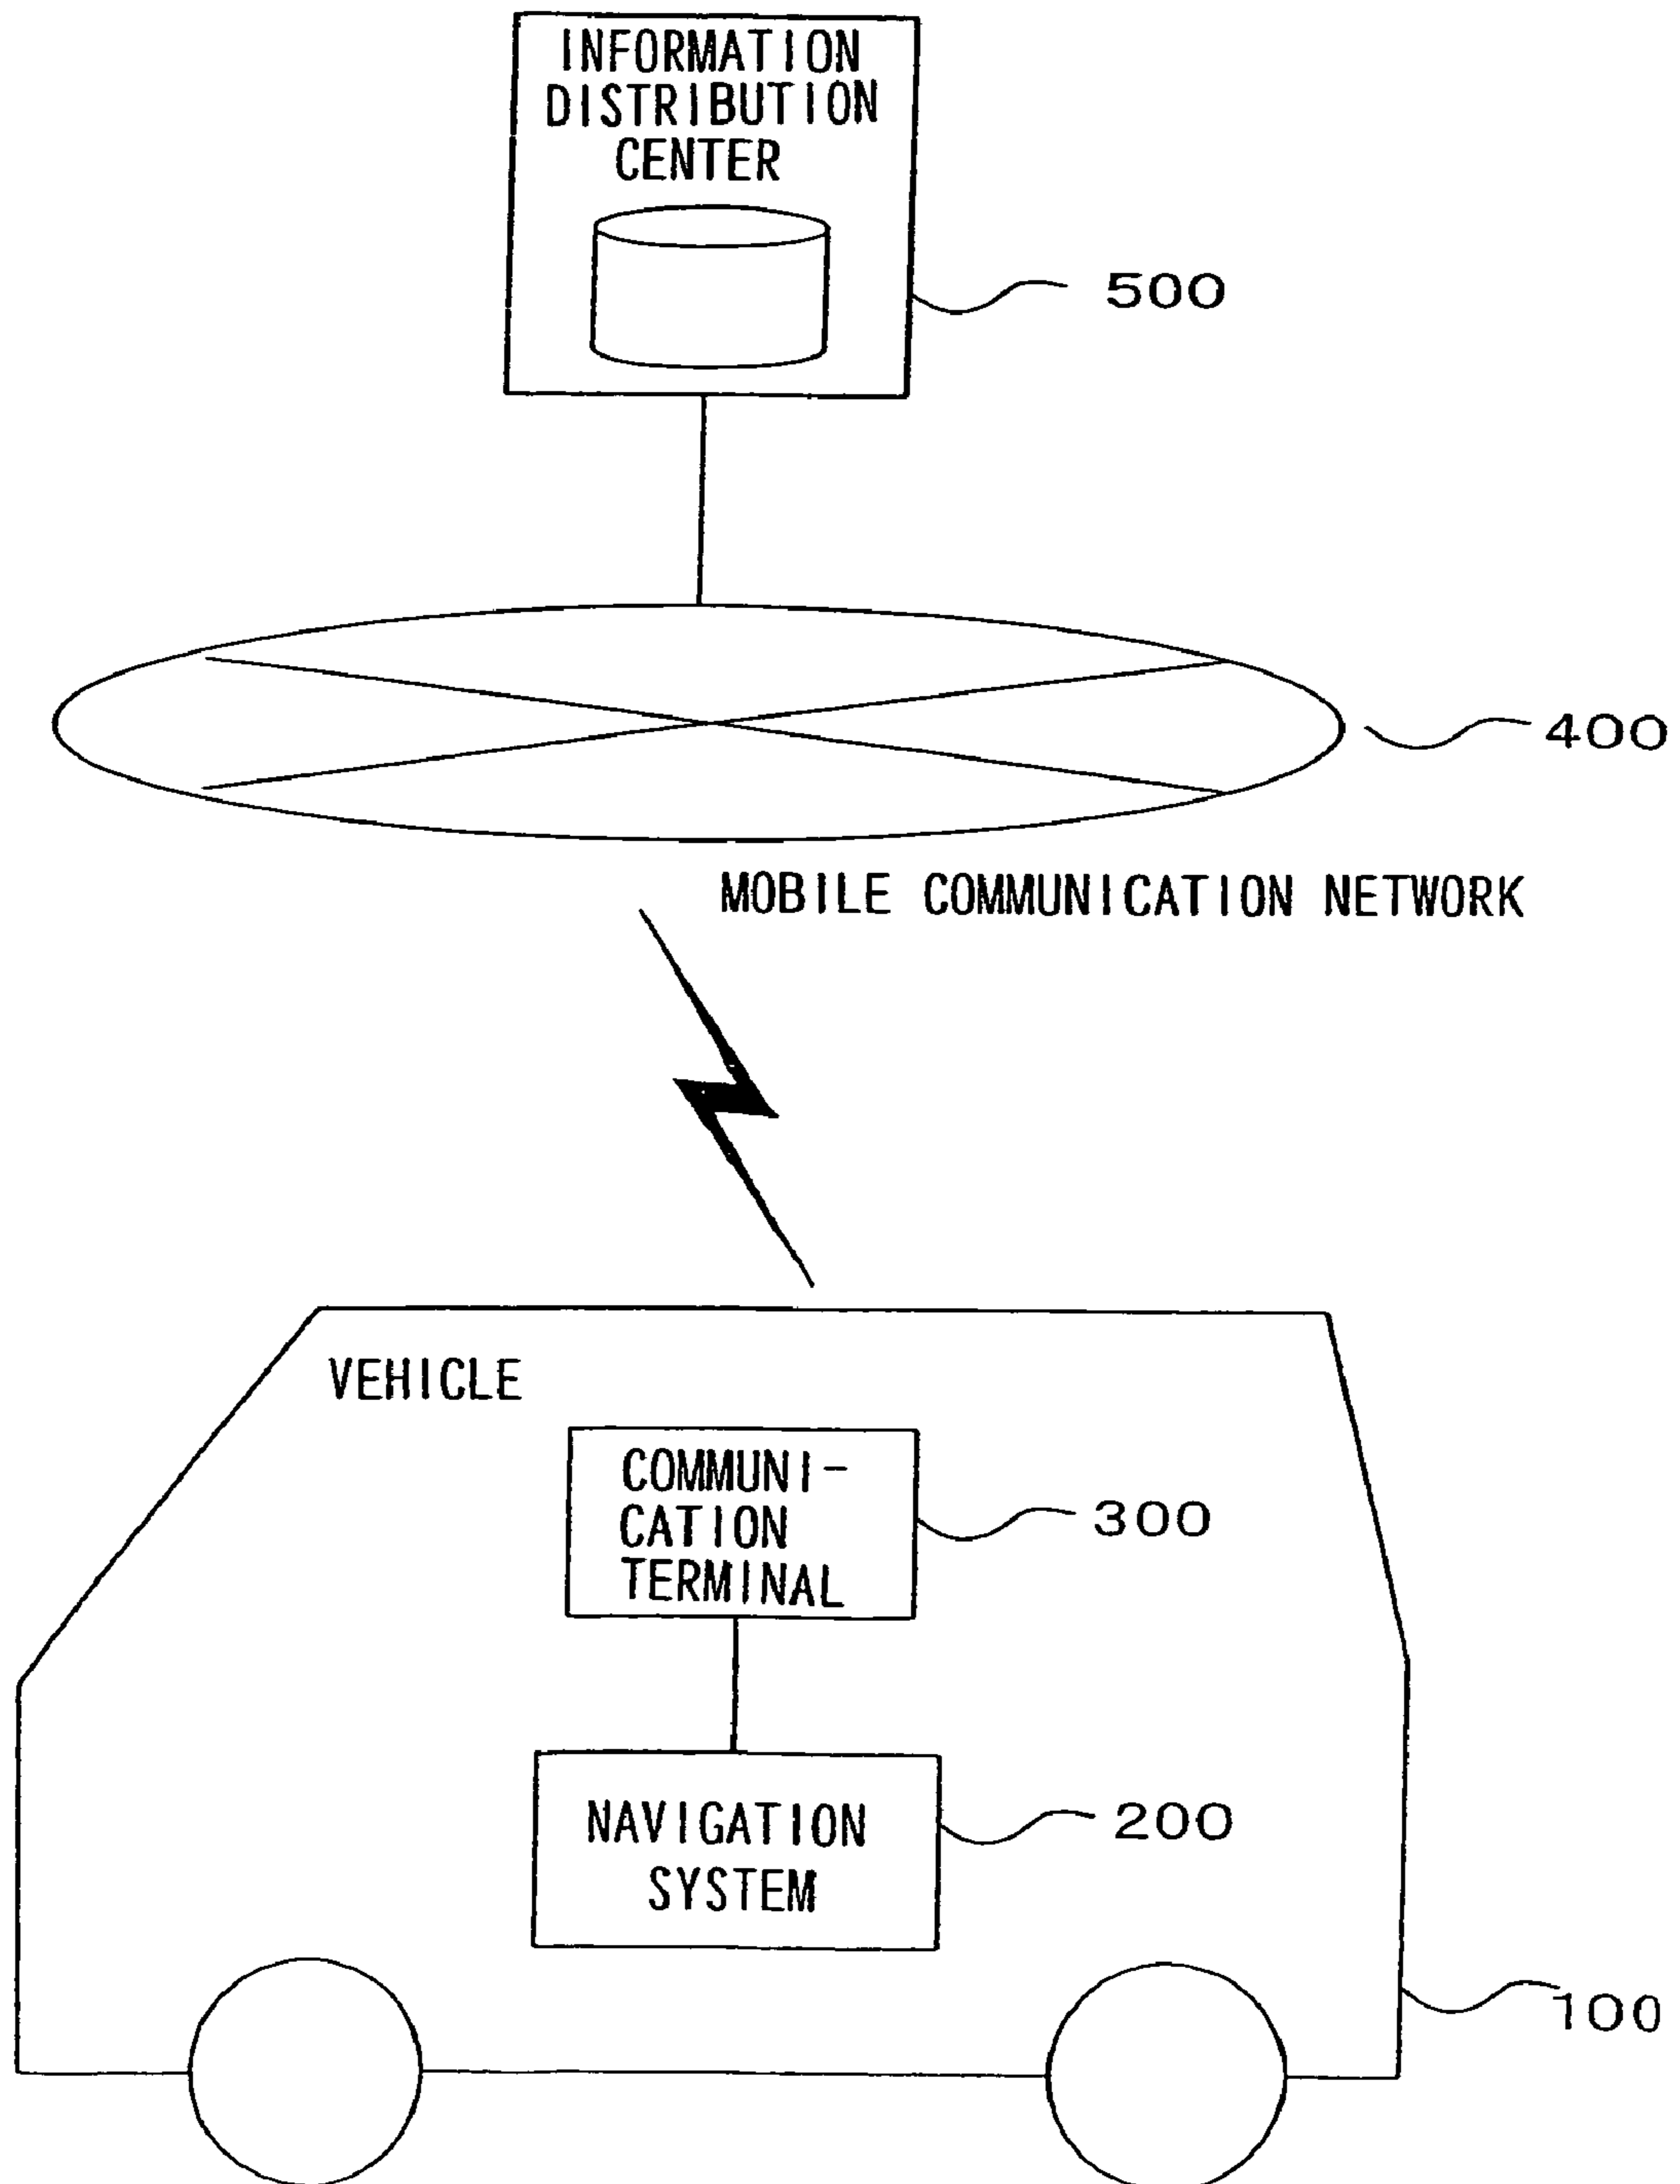 INFORMATION
DISTRIBUTION
CENTER
500
400
MOBILE COMMUNICATION NETWORK
VEHICLE
COMMUNI-
CATION
TERMINAL
300
NAVIGATION
SYSTEM
200
100